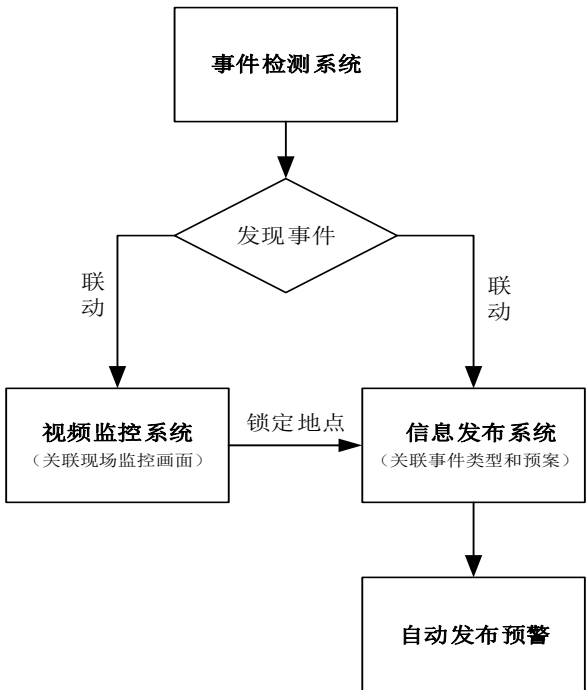 事件检测系统
发现事件
联动
联动
视频监控系统
（关联现场监控画面）
锁定地点
信息发布系统
（关联事件类型和预案）
自动发布预警